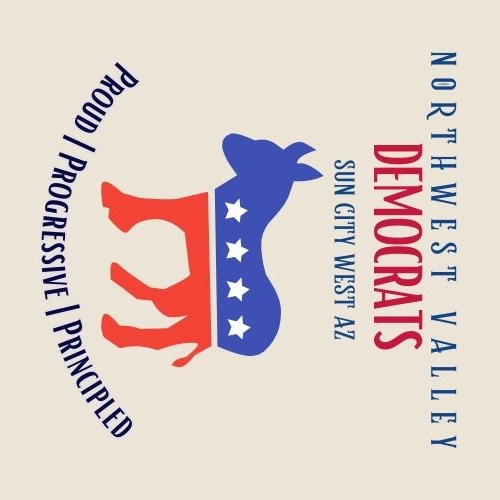 NORTHWEST VALLEY
DEMOCRATS
SUN CITY WEST AZ
PROUD | PROGRESSIVE | PRINCIPLED